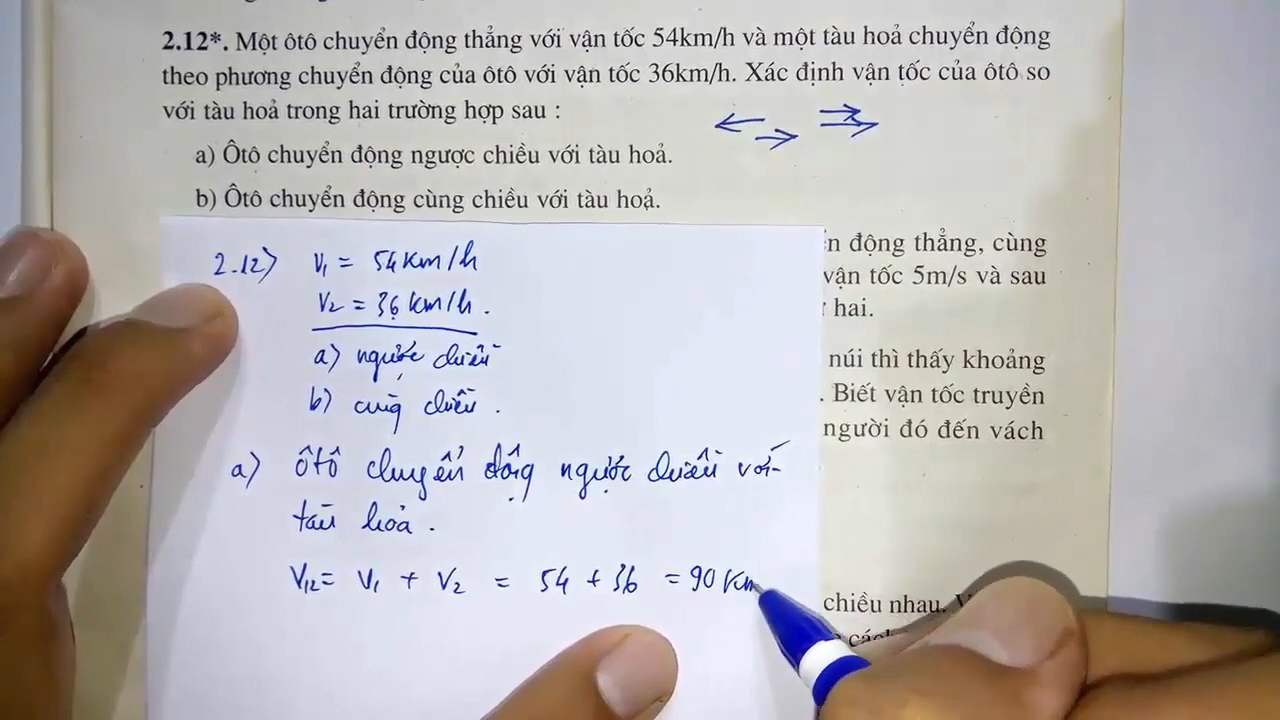 2.12*. Một ôtô chuyển động thẳng với vận tốc 54km/h và một tàu hoả chuyển động
theo phương chuyển động của ôtô với vận tốc 36km/h. Xác định vận tốc của ôtô so
với tàu hoả trong hai trường hợp sau :
a) Ôtô chuyển động ngược chiều với tàu hoả.
b) Ôtô chuyển động cùng chiều với tàu hoả.
n động thẳng, cùng
vận tốc 5m/s và sau
hai.
núi thì thấy khoảng
. Biết vận tốc truyền
người đó đến vách
chiều nhau.
2.12) V₁ = 54 km/h
V₂ = 36 km/h.
a) ngược chiều
b) cùng chiều.
a) Ôtô chuyển động ngược chiều với
tàu hoả.
V₁₂ = V₁ + V₂ = 54 + 36 = 90 km